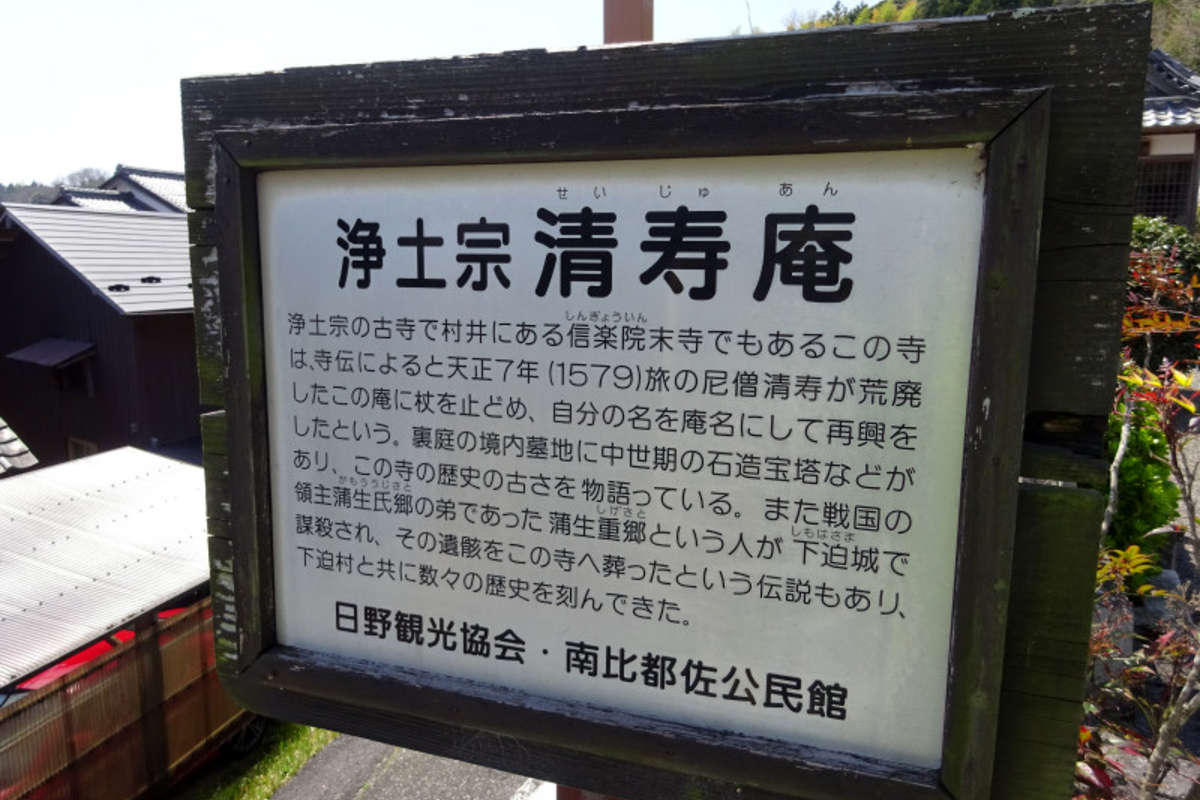 せいじゅあん
浄土宗 清寿庵
しんぎょういん
浄土宗の古寺で村井にある信楽院末寺でもあるこの寺
は、寺伝によると天正7年(1579)旅の尼僧清寿が荒廃
したこの庵に杖を止どめ、自分の名を庵名にして再興を
したという。裏庭の境内墓地に中世期の石造宝塔などが
あり、この寺の歴史の古さを物語っている。また戦国の
がもううじさと しげさと しもはさま
領主蒲生氏郷の弟であった蒲生重郷という人が下迫城で
謀殺され、その遺骸をこの寺へ葬ったという伝説もあり、
下迫村と共に数々の歴史を刻んできた。
日野観光協会・南比都佐公民館